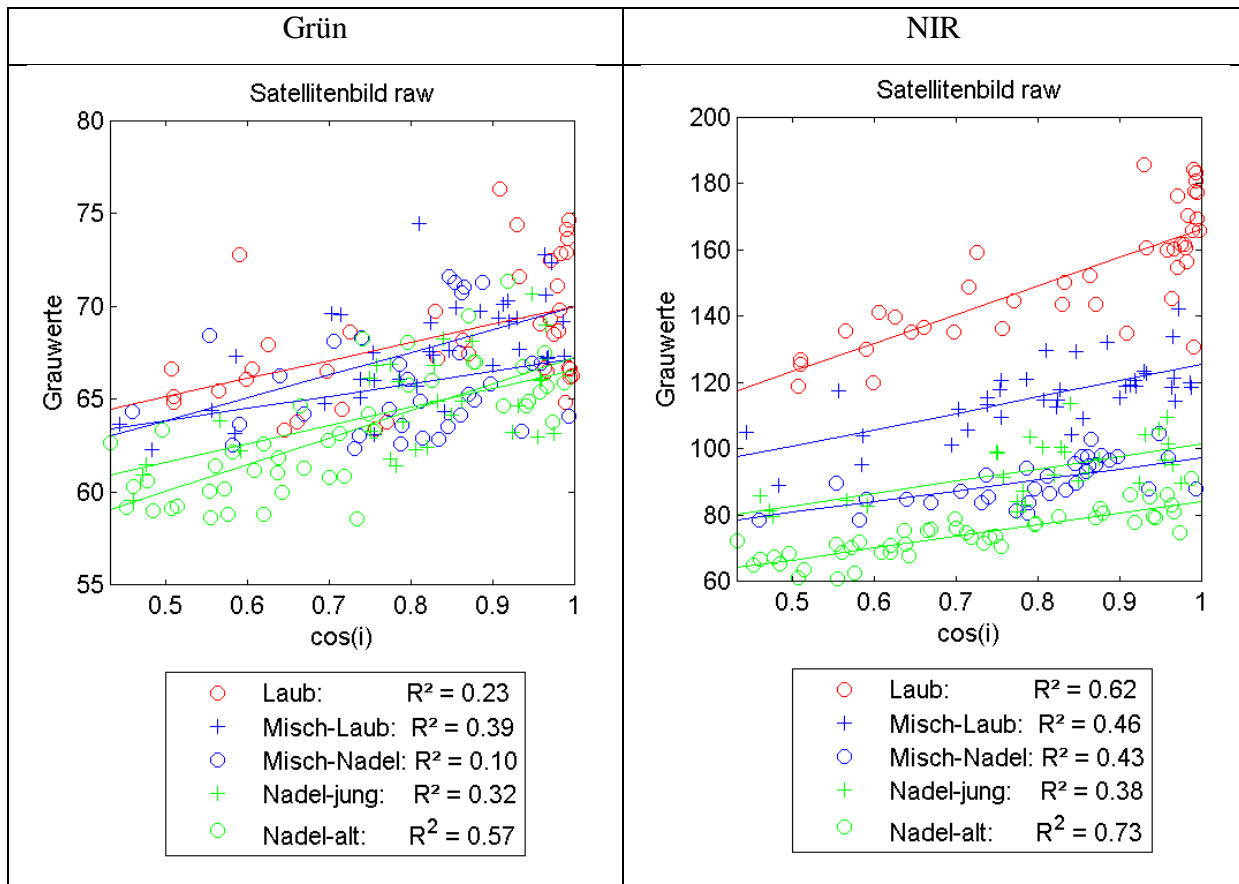 Grün
NIR
Satellitenbild raw
80
75
70
65
60
55
Grauwerte
0.5 0.6 0.7 0.8 0.9 1
cos(i)
Laub: R² = 0.23
Misch-Laub: R² = 0.39
Misch-Nadel: R² = 0.10
Nadel-jung: R² = 0.32
Nadel-alt: R² = 0.57
Satellitenbild raw
200
180
160
140
120
100
80
60
Grauwerte
0.5 0.6 0.7 0.8 0.9 1
cos(i)
Laub: R² = 0.62
Misch-Laub: R² = 0.46
Misch-Nadel: R² = 0.43
Nadel-jung: R² = 0.38
Nadel-alt: R² = 0.73